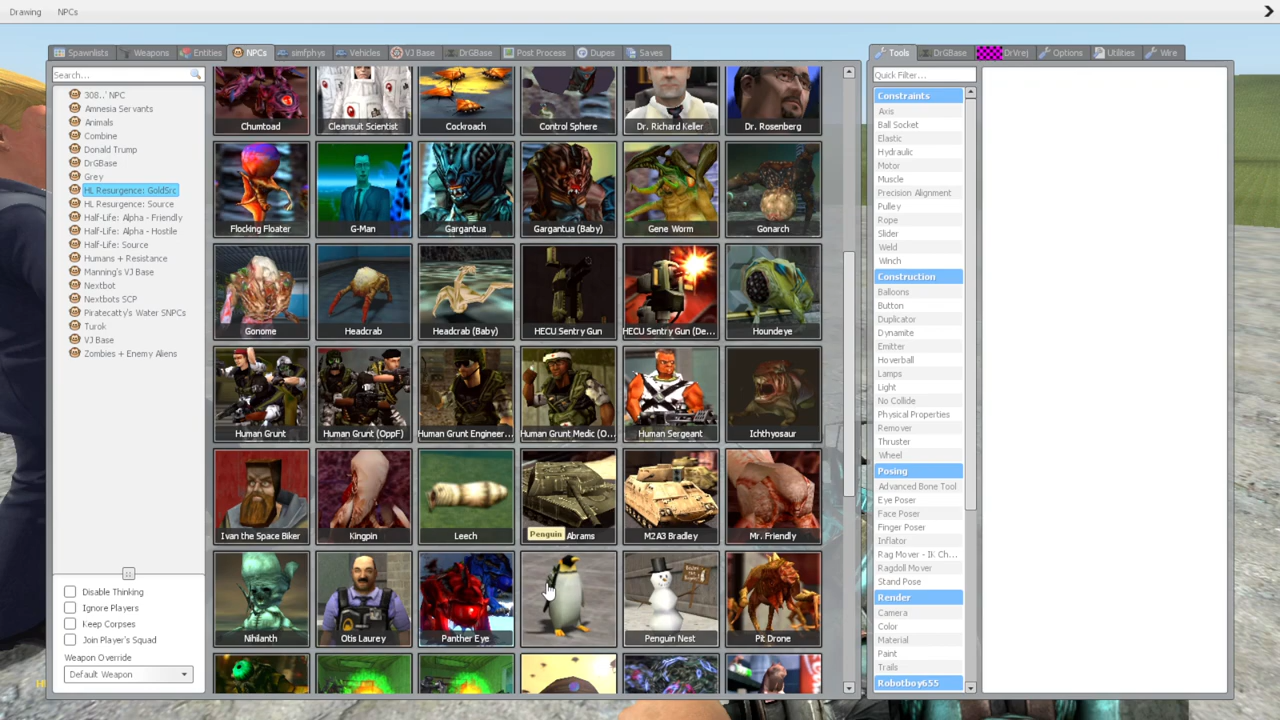 Drawing NPCs
Spawnlists Weapons Entities NPCs simfphys Vehicles VJ Base DrGBase Post Process Dupes Saves
Search...
308..' NPC
Amnesia Servants
Animals
Combine
Donald Trump
DrGBase
Grey
HL Resurgence: GoldSrc
HL Resurgence: Source
Half-Life: Alpha - Friendly
Half-Life: Alpha - Hostile
Half-Life: Source
Humans + Resistance
Manning's VJ Base
Nextbot
Nextbots SCP
Piratecatty's Water SNPCs
Turok
VJ Base
Zombies + Enemy Aliens
Disable Thinking
Ignore Players
Keep Corpses
Join Player's Squad
Weapon Override
Default Weapon
Chumtoad Cleansuit Scientist Cockroach Control Sphere Dr. Richard Keller Dr. Rosenberg
Flocking Floater G-Man Gargantua Gargantua (Baby) Gene Worm Gonarch
Gonome Headcrab Headcrab (Baby) HECU Sentry Gun HECU Sentry Gun (De... Houndeye
Human Grunt Human Grunt (OppF) Human Grunt Engineer... Human Grunt Medic (O... Human Sergeant Ichthyosaur
Ivan the Space Biker Kingpin Leech Penguin Abrams M2A3 Bradley Mr. Friendly
Nihilanth Otis Laurey Panther Eye Penguin Nest Pit Drone
Tools DrGBase DrVrej Options Utilities Wire
Quick Filter...
Constraints
Axis
Ball Socket
Elastic
Hydraulic
Motor
Muscle
Precision Alignment
Pulley
Rope
Slider
Weld
Winch
Construction
Balloons
Button
Duplicator
Dynamite
Emitter
Hoverball
Lamps
Light
No Collide
Physical Properties
Remover
Thruster
Wheel
Posing
Advanced Bone Tool
Eye Poser
Face Poser
Finger Poser
Inflator
Rag Mover - IK Ch...
Ragdoll Mover
Stand Pose
Render
Camera
Color
Material
Paint
Trails
Robotboy655